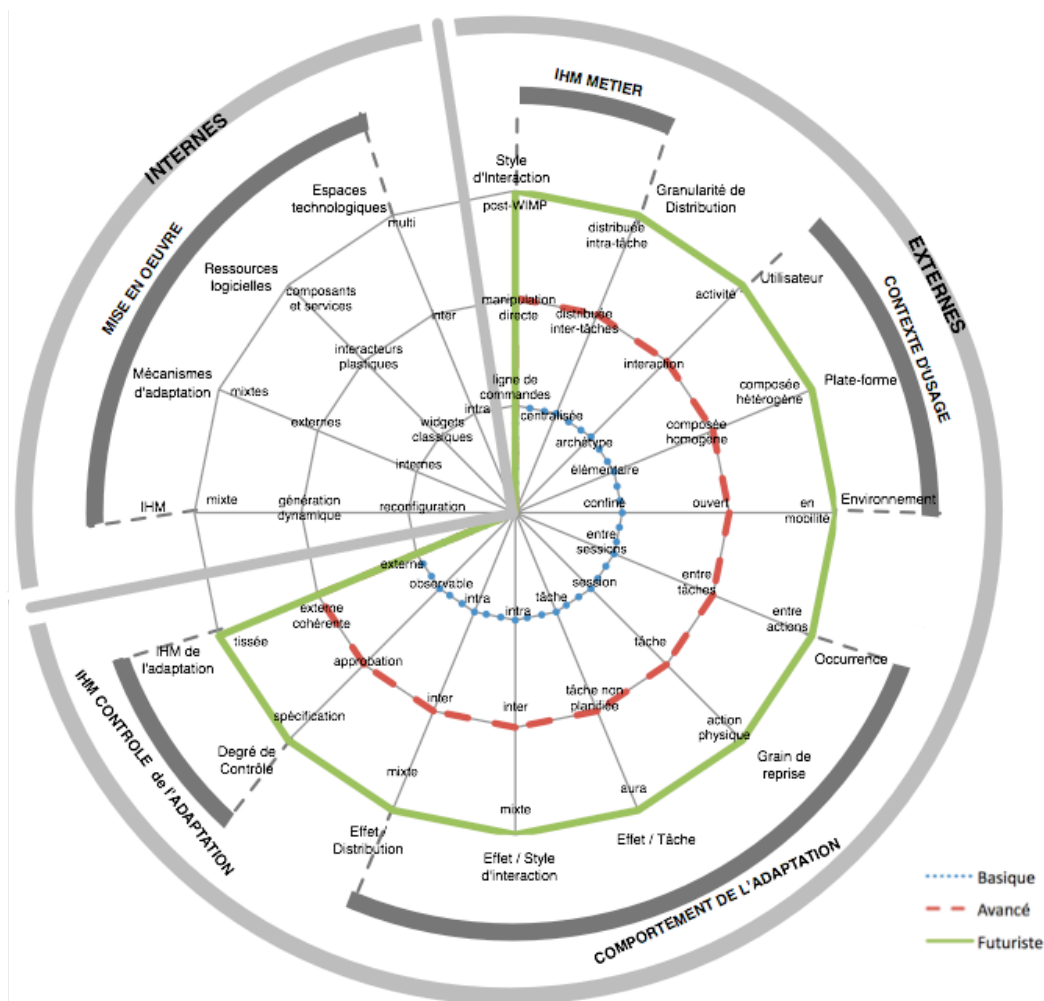 INTERNES
MISE EN OEUVRE
Espaces
technologiques
multi
inter
intra
Ressources
logicielles
composants
et services
interacteurs
plastiques
widgets
classiques
Mécanismes
d'adaptation
mixtes
externes
internes
IHM
mixte
génération
dynamique
reconfiguration
EXTERNES
IHM METIER
Style
d'Interaction
post-WIMP
manipulation
directe
ligne de
commandes
Granularité de
Distribution
distribuée
intra-tâche
distribuée
inter-tâches
centralisée
CONTEXTE D'USAGE
Utilisateur
activité
interaction
archétype
Plate-forme
composée
hétérogène
composée
homogène
élémentaire
Environnement
en
mobilité
ouvert
confiné
COMPORTEMENT DE L'ADAPTATION
Occurrence
entre
actions
entre
tâches
entre
sessions
Grain de
reprise
action
physique
tâche
session
Effet / Tâche
aura
tâche non
planifiée
tâche
Effet / Style
d'interaction
mixte
inter
intra
Effet /
Distribution
mixte
inter
intra
IHM CONTROLE de l'ADAPTATION
Degré de
Contrôle
spécification
approbation
observable
IHM de
l'adaptation
tissée
externe
cohérente
externe
Basique
Avancé
Futuriste